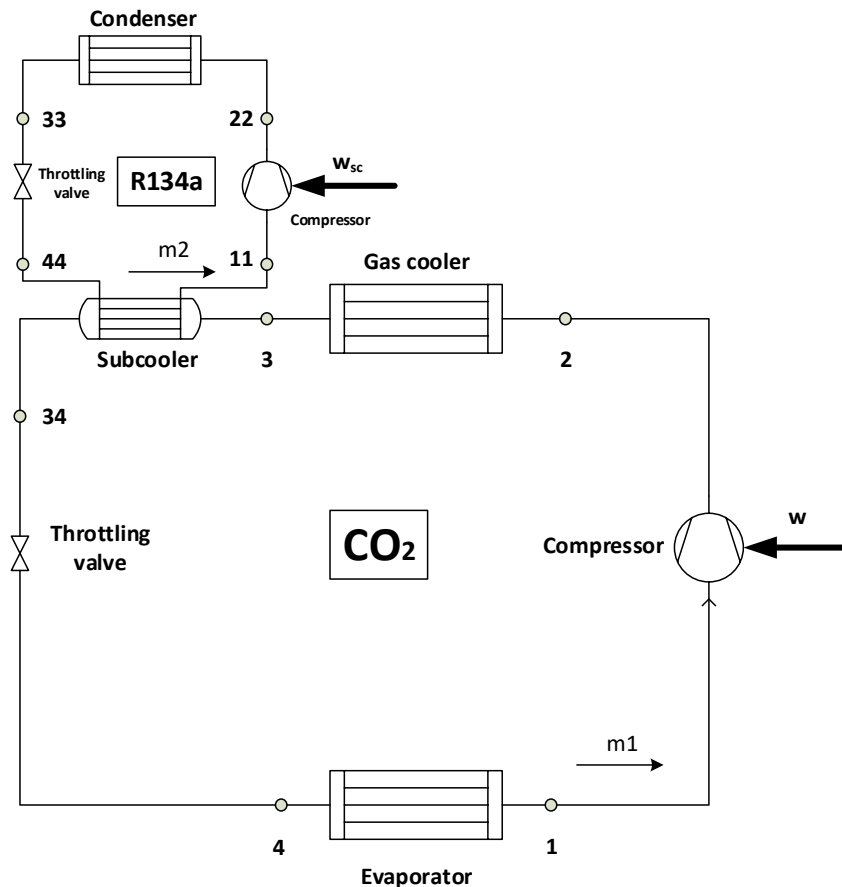 Condenser
33
22
Throttling
valve
R134a
wsc
Compressor
44
m2
11
Gas cooler
Subcooler
3
2
34
w
Throttling
valve
CO2
Compressor
m1
4
1
Evaporator